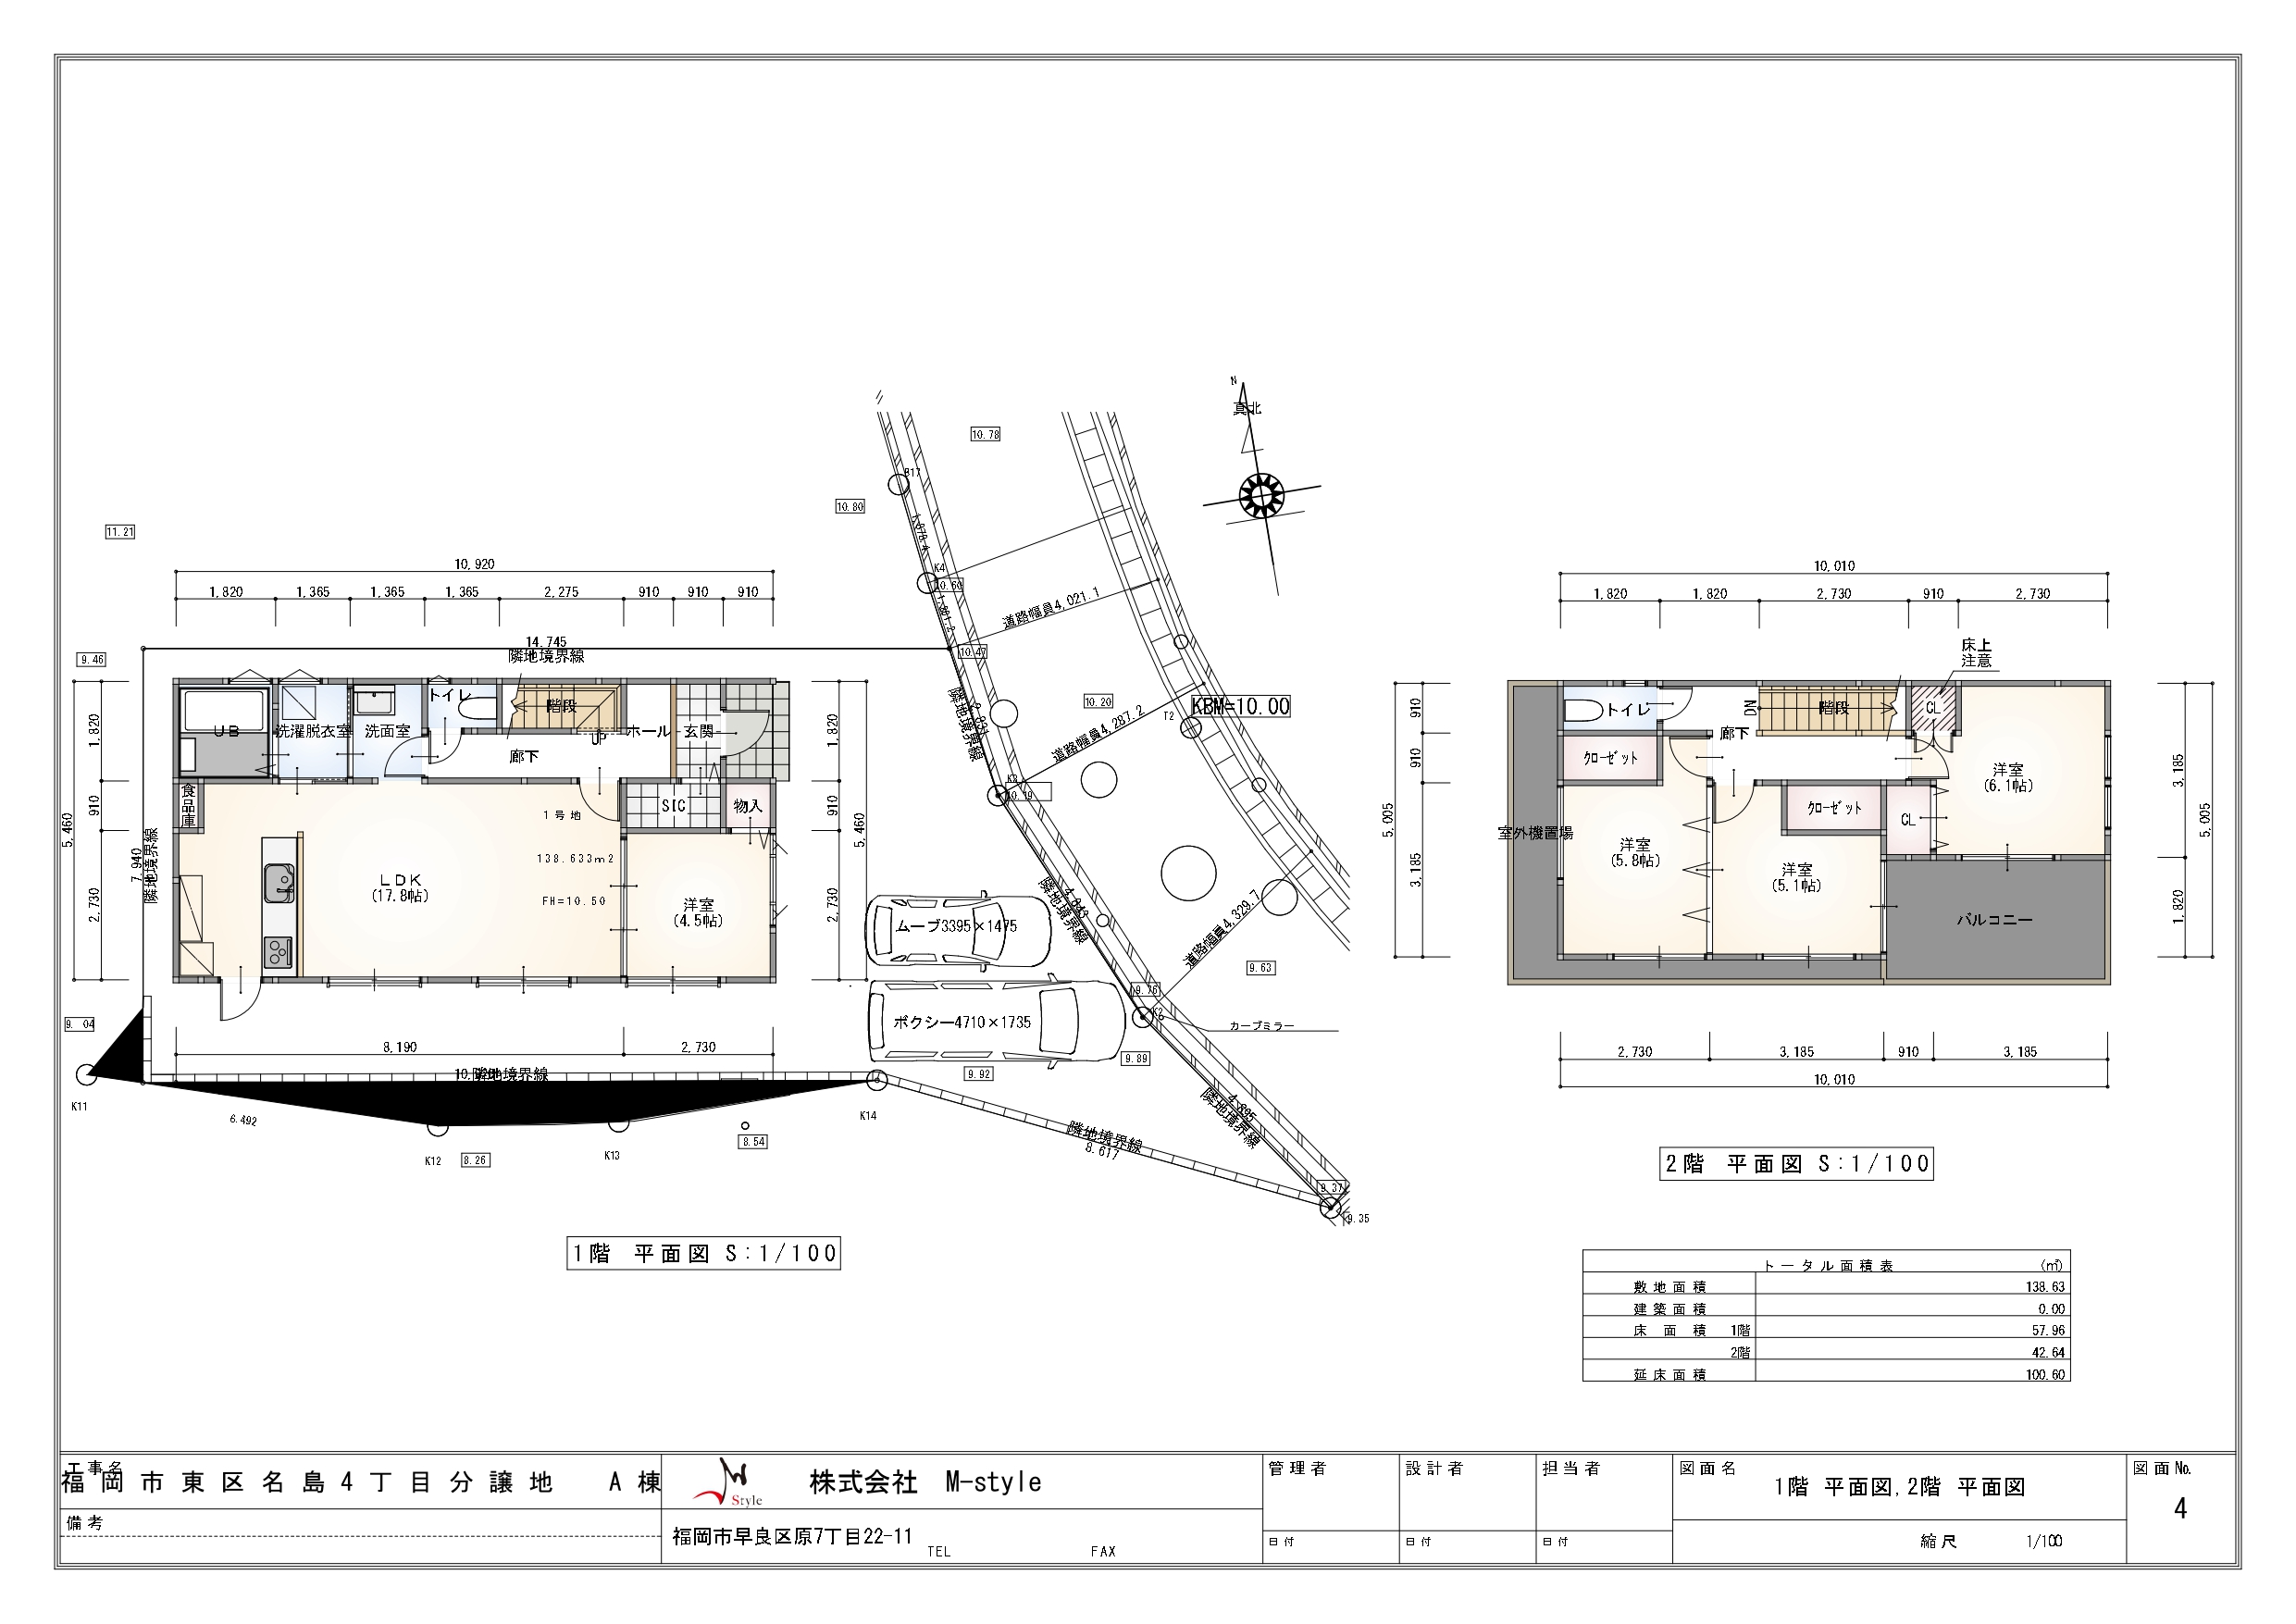 N
真北
10.78
B17
10.80
11.21
1.878.4
K4
10.60
1.881.2
道路幅員4,021.1
10.47
10,920
1,820
1,365
1,365
1,365
2,275
910
910
910
14.745
隣地境界線
9.46
隣地境界線
10.20
KBM=10.00
T2
道路幅員4,287.2
K3
10.19
UB
洗濯脱衣室
洗面室
トイレ
階段
UP
ホール
玄関
廊下
食品庫
SIC
物入
1号地
138.633m2
FH=10.50
LDK
(17.8帖)
洋室
(4.5帖)
5,460
1,820
910
2,730
7.940
隣地境界線
1,820
910
2,730
5,460
ムーブ3395×1475
ボクシー4710×1735
4.843
隣地境界線
道路幅員4,329.7
9.63
9.76
K2
カーブミラー
9.89
9.92
9.04
8,190
2,730
隣地境界線
K11
6.492
K12
8.26
K13
8.54
K14
隣地境界線
8.617
4.895
隣地境界線
9.37
9.35
1階 平面図 S:1/100
10,010
1,820
1,820
2,730
910
2,730
床上
注意
トイレ
DN
階段
CL
廊下
クローゼット
洋室
(6.1帖)
クローゼット
CL
室外機置場
洋室
(5.8帖)
洋室
(5.1帖)
バルコニー
5,005
910
910
3,185
3,185
1,820
5,005
2,730
3,185
910
3,185
10,010
2階 平面図 S:1/100
トータル面積表 (㎡)
敷地面積 138.63
建築面積 0.00
床面積 1階 57.96
2階 42.64
延床面積 100.60
工事名
福岡市東区名島4丁目分譲地 A棟
備考
Style
株式会社 M-style
福岡市早良区原7丁目22-11
TEL
FAX
管理者
日付
設計者
日付
担当者
日付
図面名
1階 平面図,2階 平面図
縮尺 1/100
図面No.
4